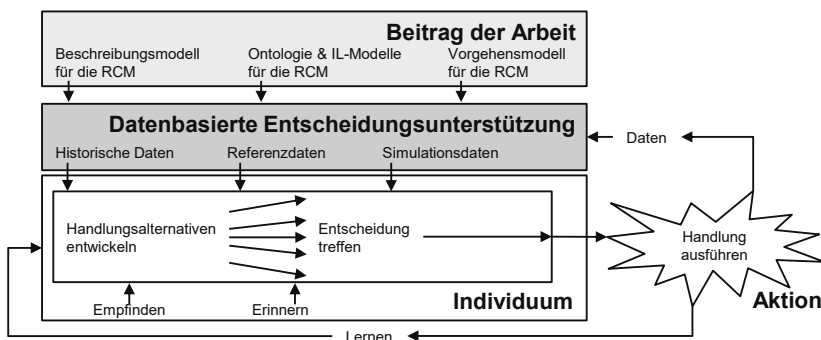 Beitrag der Arbeit
Beschreibungsmodell
für die RCM
Ontologie & IL-Modelle
für die RCM
Vorgehensmodell
für die RCM
Datenbasierte Entscheidungsunterstützung
Historische Daten
Referenzdaten
Simulationsdaten
Daten
Handlungsalternativen
entwickeln
Entscheidung
treffen
Handlung
ausführen
Empfinden
Erinnern
Individuum
Aktion
Lernen